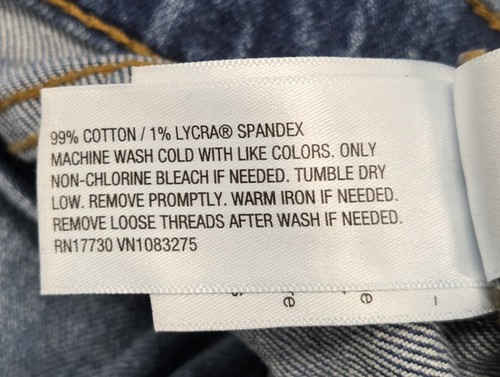 99% COTTON / 1% LYCRA® SPANDEX
MACHINE WASH COLD WITH LIKE COLORS. ONLY
NON-CHLORINE BLEACH IF NEEDED. TUMBLE DRY
LOW. REMOVE PROMPTLY. WARM IRON IF NEEDED.
REMOVE LOOSE THREADS AFTER WASH IF NEEDED.
RN17730 VN1083275